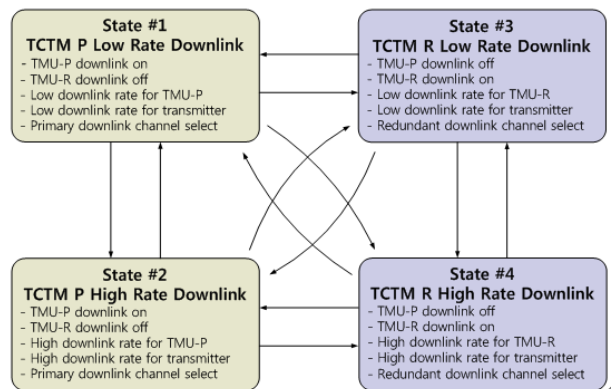 State #1
TCTM P Low Rate Downlink
- TMU-P downlink on
- TMU-R downlink off
- Low downlink rate for TMU-P
- Low downlink rate for transmitter
- Primary downlink channel select
State #3
TCTM R Low Rate Downlink
- TMU-P downlink off
- TMU-R downlink on
- Low downlink rate for TMU-R
- Low downlink rate for transmitter
- Redundant downlink channel select
State #2
TCTM P High Rate Downlink
- TMU-P downlink on
- TMU-R downlink off
- High downlink rate for TMU-P
- High downlink rate for transmitter
- Primary downlink channel select
State #4
TCTM R High Rate Downlink
- TMU-P downlink off
- TMU-R downlink on
- High downlink rate for TMU-R
- High downlink rate for transmitter
- Redundant downlink channel select